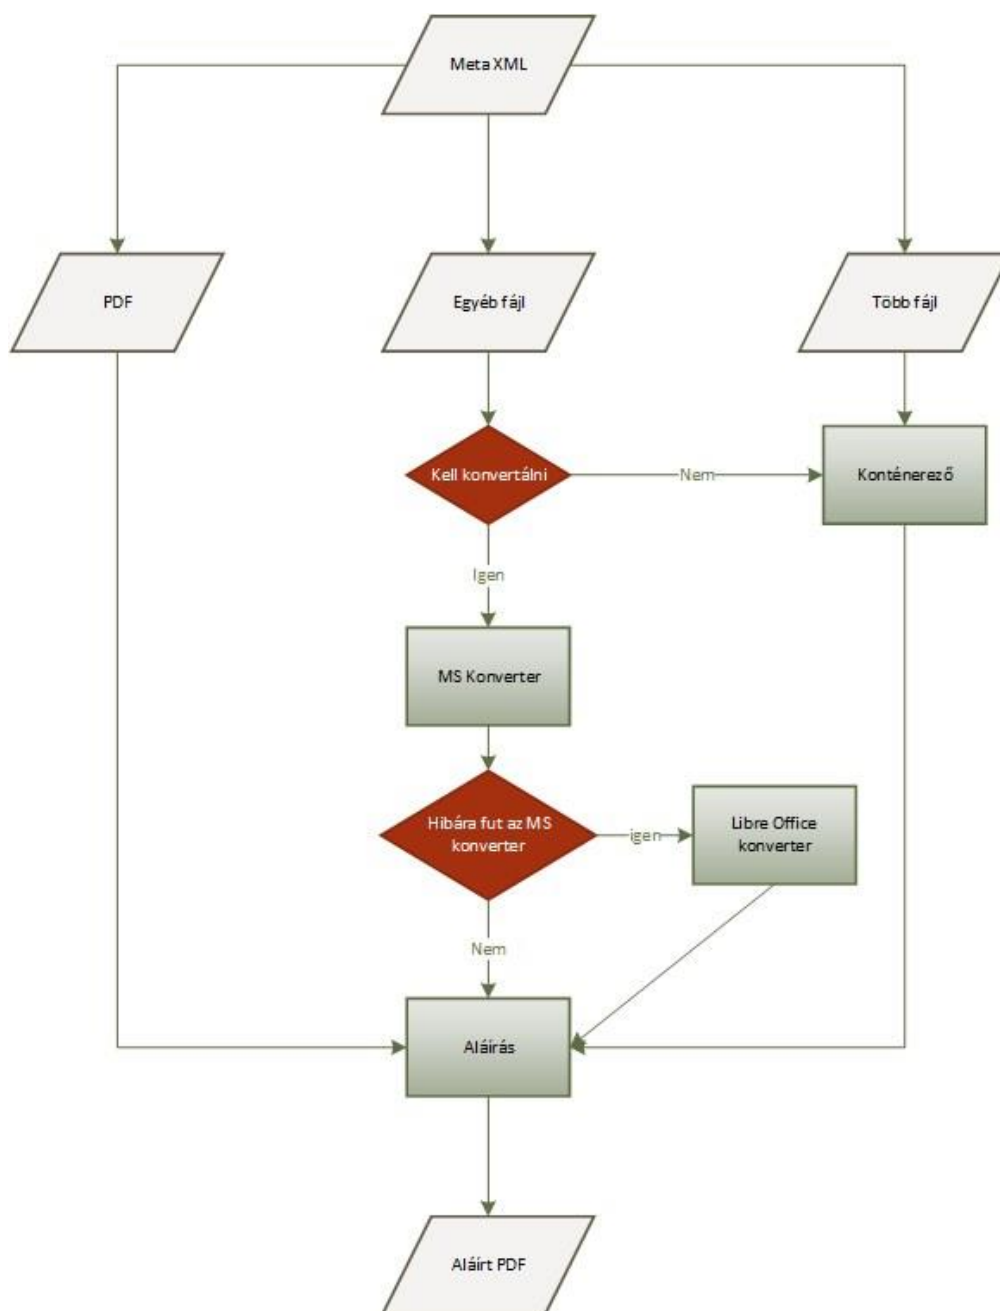 Meta XML
PDF
Egyéb fájl
Több fájl
Kell konvertálni
Nem
Konténerező
Igen
MS Konverter
Hibára fut az MS
konverter
igen
Libre Office
konverter
Nem
Aláírás
Aláírt PDF